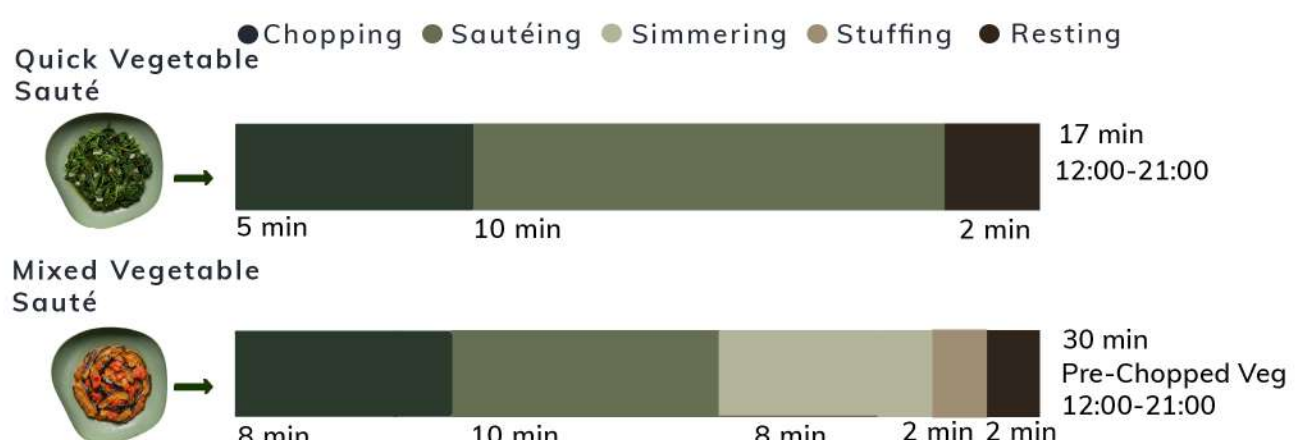 Chopping Sautéing Simmering Stuffing Resting
Quick Vegetable
Sauté
17 min
12:00-21:00
5 min 10 min 2 min
Mixed Vegetable
Sauté
30 min
Pre-Chopped Veg
12:00-21:00
8 min 10 min 8 min 2 min 2 min